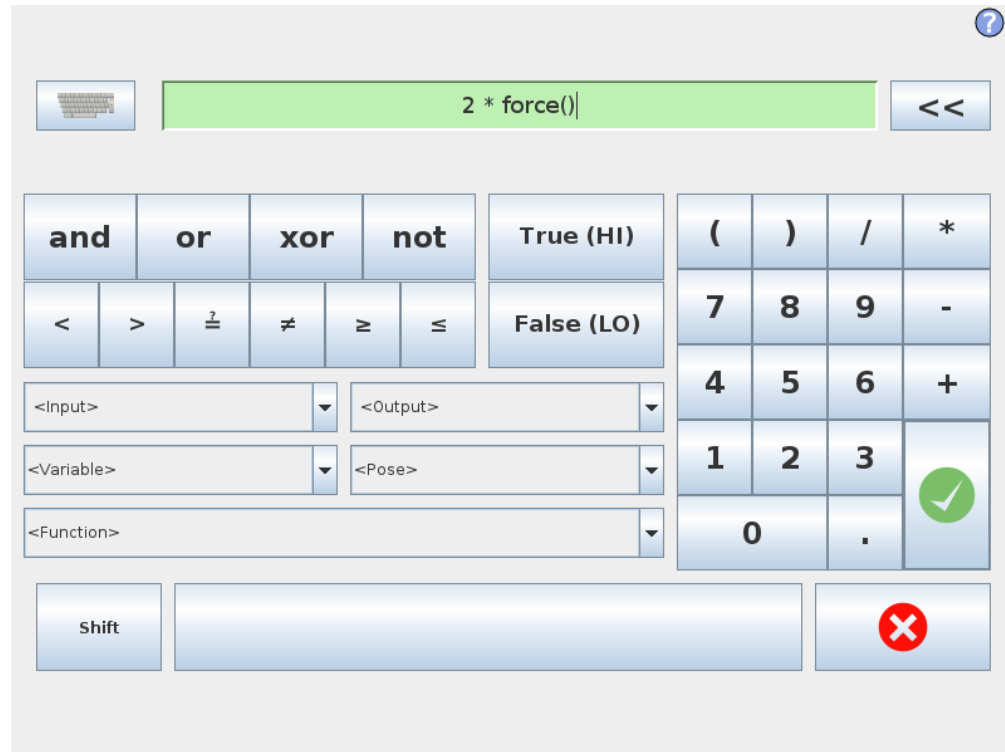 ?
2 * force()
<<
and or xor not True (HI) ( ) / *
< > ≟ ≠ ≥ ≤ False (LO) 7 8 9 -
<Input> <Output> 4 5 6 +
<Variable> <Pose> 1 2 3
<Function> 0 .
Shift